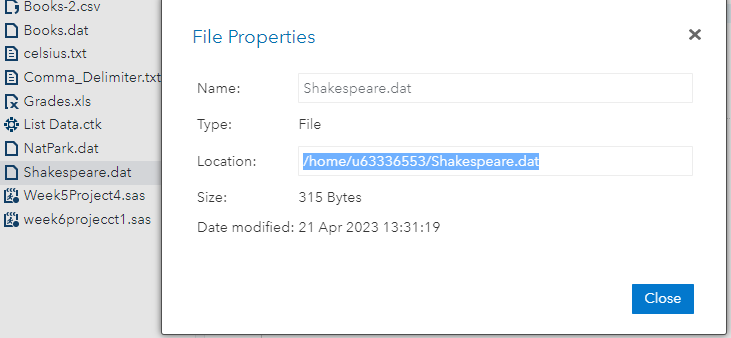 Books-2.csv
Books.dat
celsius.txt
Comma_Delimiter.txt
Grades.xls
List Data.ctk
NatPark.dat
Shakespeare.dat
Week5Project4.sas
week6projecct1.sas
File Properties
Name: Shakespeare.dat
Type: File
Location: /home/u63336553/Shakespeare.dat
Size: 315 Bytes
Date modified: 21 Apr 2023 13:31:19
Close